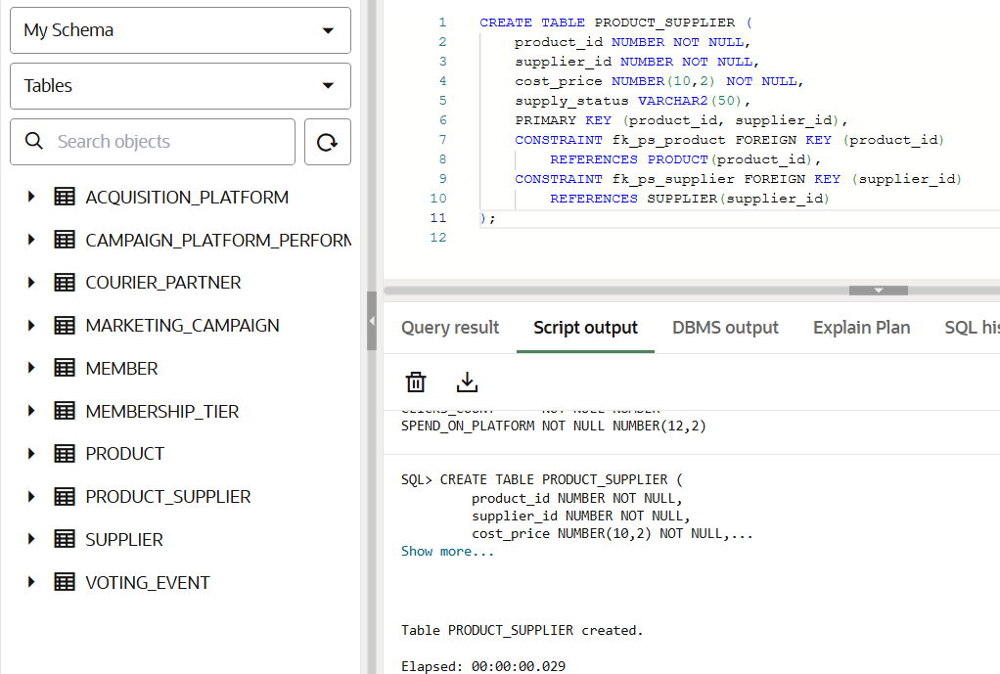 My Schema
Tables
Search objects
ACQUISITION_PLATFORM
CAMPAIGN_PLATFORM_PERFORM
COURIER_PARTNER
MARKETING_CAMPAIGN
MEMBER
MEMBERSHIP_TIER
PRODUCT
PRODUCT_SUPPLIER
SUPPLIER
VOTING_EVENT
1 CREATE TABLE PRODUCT_SUPPLIER (
2 product_id NUMBER NOT NULL,
3 supplier_id NUMBER NOT NULL,
4 cost_price NUMBER(10,2) NOT NULL,
5 supply_status VARCHAR2(50),
6 PRIMARY KEY (product_id, supplier_id),
7 CONSTRAINT fk_ps_product FOREIGN KEY (product_id)
8 REFERENCES PRODUCT(product_id),
9 CONSTRAINT fk_ps_supplier FOREIGN KEY (supplier_id)
10 REFERENCES SUPPLIER(supplier_id)
11 );
12
Query result Script output DBMS output Explain Plan SQL his
CLICKS_COUNT NOT NULL NUMBER
SPEND_ON_PLATFORM NOT NULL NUMBER(12,2)
SQL> CREATE TABLE PRODUCT_SUPPLIER (
product_id NUMBER NOT NULL,
supplier_id NUMBER NOT NULL,
cost_price NUMBER(10,2) NOT NULL,...
Show more...
Table PRODUCT_SUPPLIER created.
Elapsed: 00:00:00.029